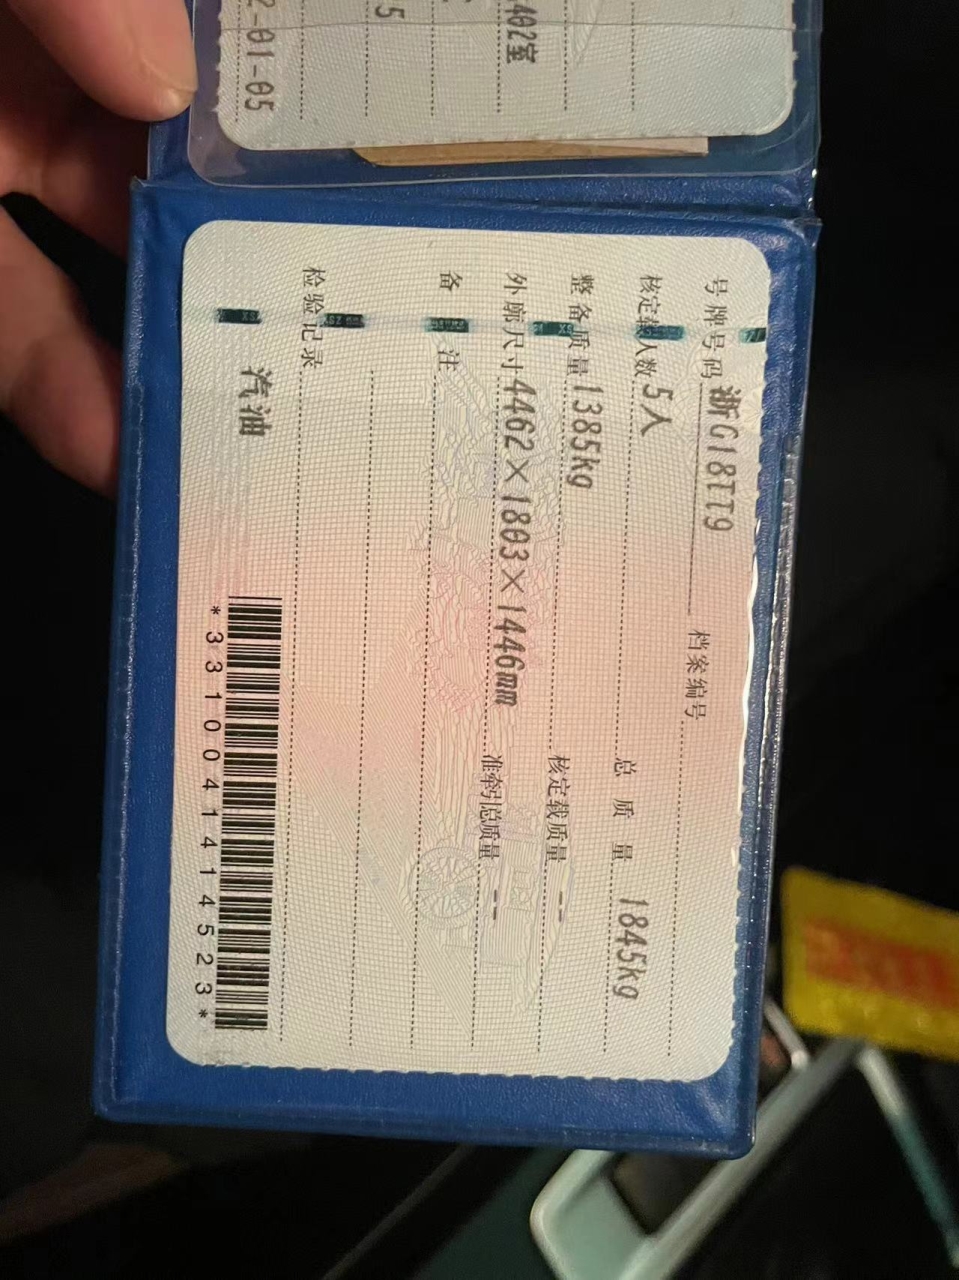 402室
5
2-01-05
号牌号码 浙G18TT9 档案编号
核定载人数 5人 总质量 1845kg
整备质量 1385kg 核定载质量 --
外廓尺寸 4462×1803×1446mm 准牵引总质量 --
备注
检验记录
汽油
*3310041414523*